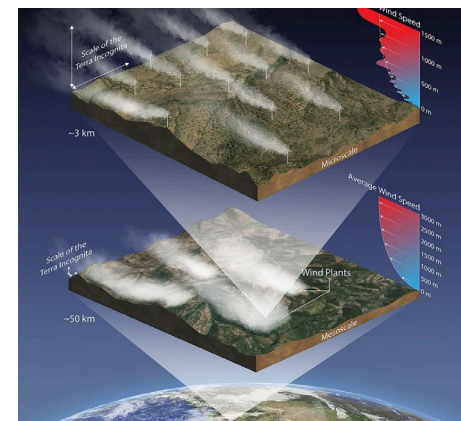 Wind Speed
1500 m
1000 m
500 m
0 m
Scale of the
Terra Incognita
~3 km
Microscale
Average Wind Speed
3000 m
2500 m
2000 m
1500 m
1000 m
500 m
0 m
Scale of the
Terra Incognita
Wind Plants
~50 km
Mesoscale